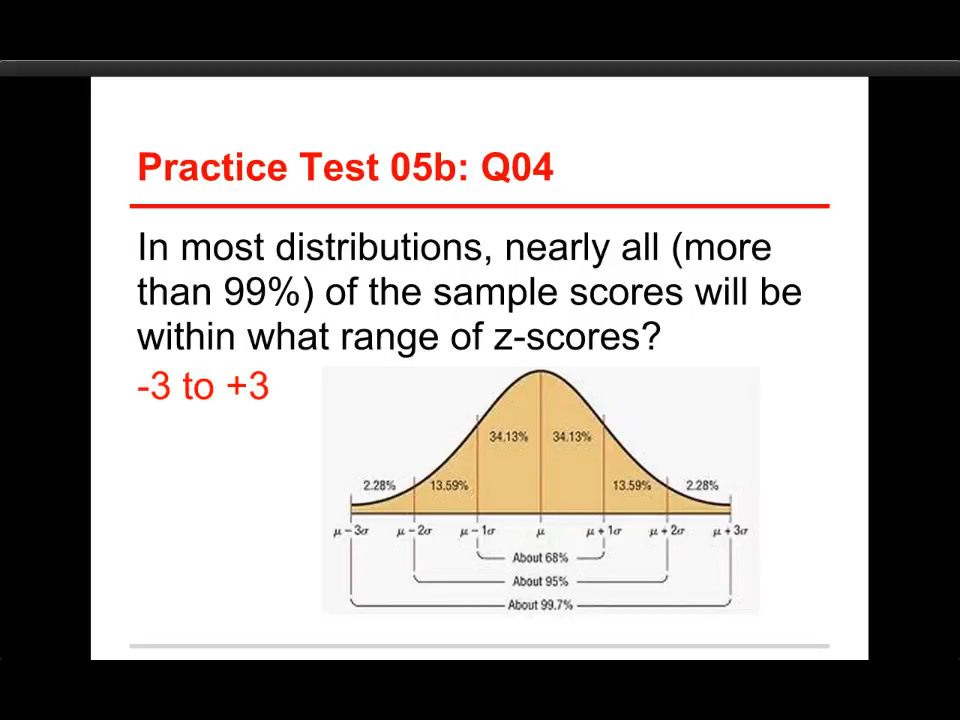 Practice Test 05b: Q04
In most distributions, nearly all (more
than 99%) of the sample scores will be
within what range of z-scores?
-3 to +3
34.13% 34.13%
2.28% 13.59% 13.59% 2.28%
μ − 3σ μ − 2σ μ − 1σ μ μ + 1σ μ + 2σ μ + 3σ
About 68%
About 95%
About 99.7%